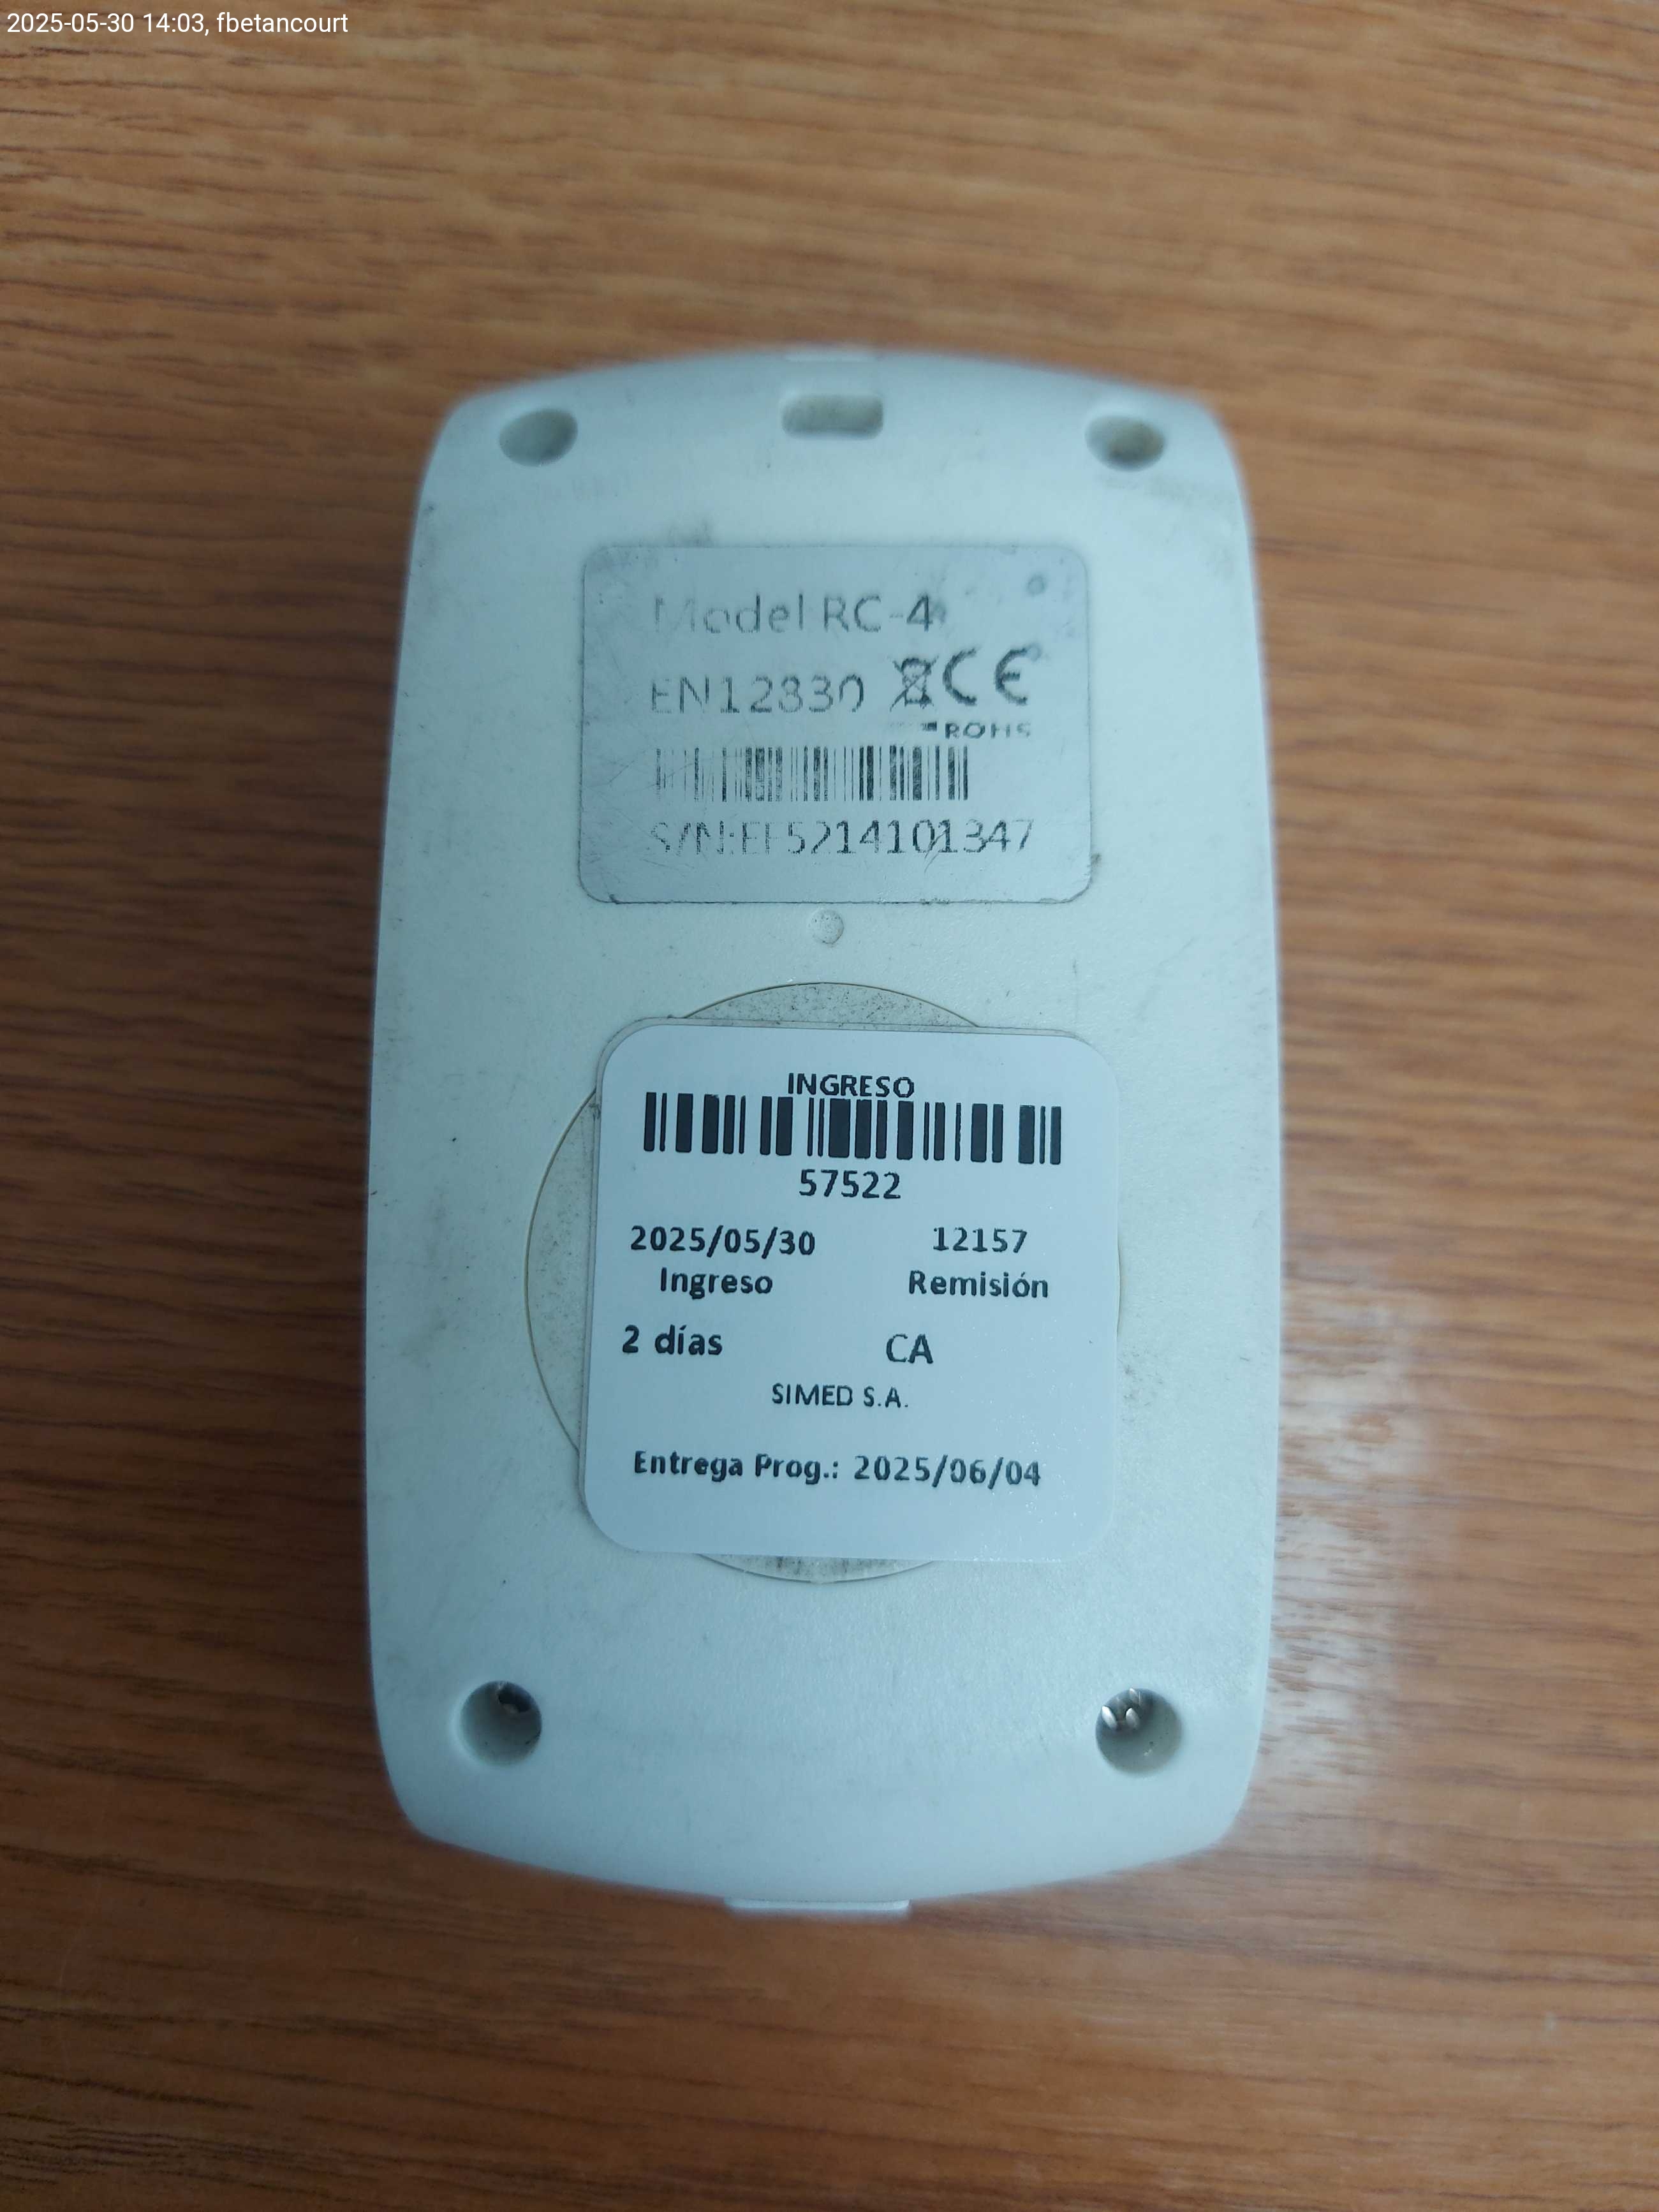 2025-05-30 14:03, fbetancourt
Model RC-4
EN12830 CE
ROHS
S/N:EF5214101347
INGRESO
57522
2025/05/30 12157
Ingreso Remisión
2 días CA
SIMED S.A.
Entrega Prog.: 2025/06/04